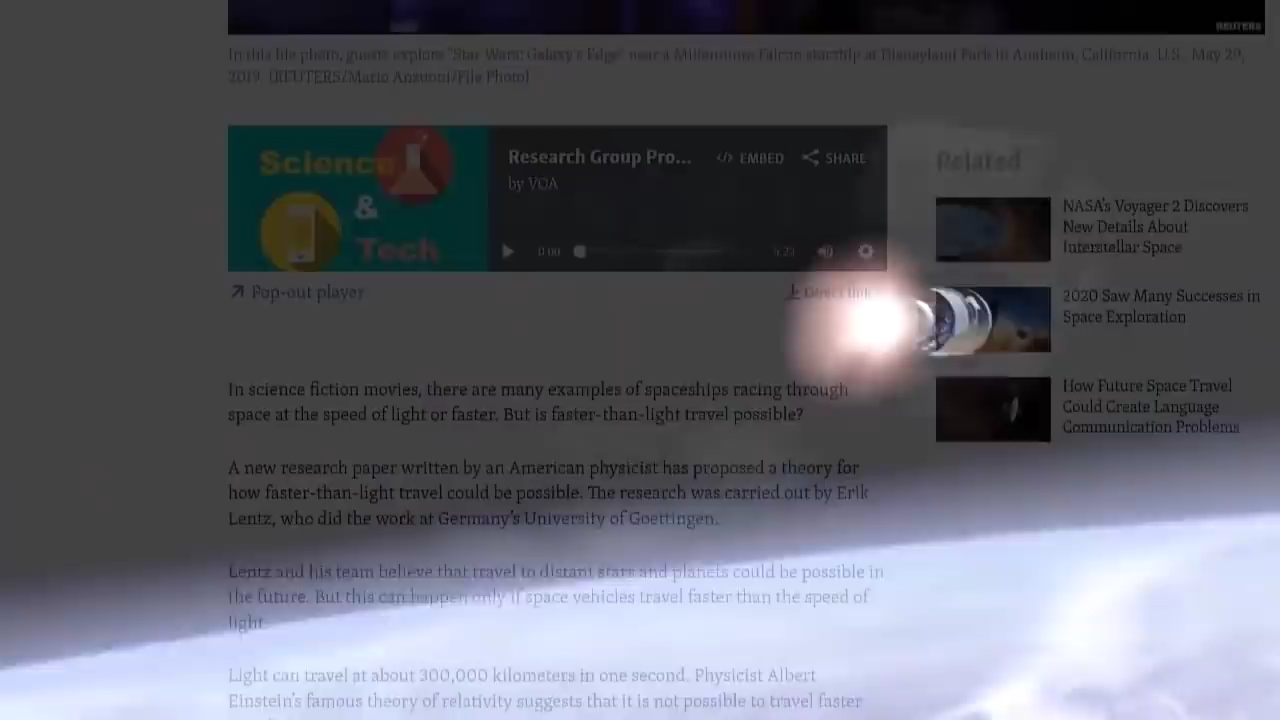 REUTERS
In this file photo, guests explore "Star Wars: Galaxy's Edge" near a Millennium Falcon starship at Disneyland Park in Anaheim, California, U.S., May 29,
2019. (REUTERS/Mario Anzuoni/File Photo)
Science
&
Tech
Research Group Pro...
EMBED
SHARE
by VOA
0:00
Pop-out player
Direct link
Related
NASA's Voyager 2 Discovers
New Details About
Interstellar Space
2020 Saw Many Successes in
Space Exploration
How Future Space Travel
Could Create Language
Communication Problems
In science fiction movies, there are many examples of spaceships racing through
space at the speed of light or faster. But is faster-than-light travel possible?
A new research paper written by an American physicist has proposed a theory for
how faster-than-light travel could be possible. The research was carried out by Erik
Lentz, who did the work at Germany's University of Goettingen.
Lentz and his team believe that travel to distant stars and planets could be possible in
the future. But this can happen only if space vehicles travel faster than the speed of
light.
Light can travel at about 300,000 kilometers in one second. Physicist Albert
Einstein's famous theory of relativity suggests that it is not possible to travel faster